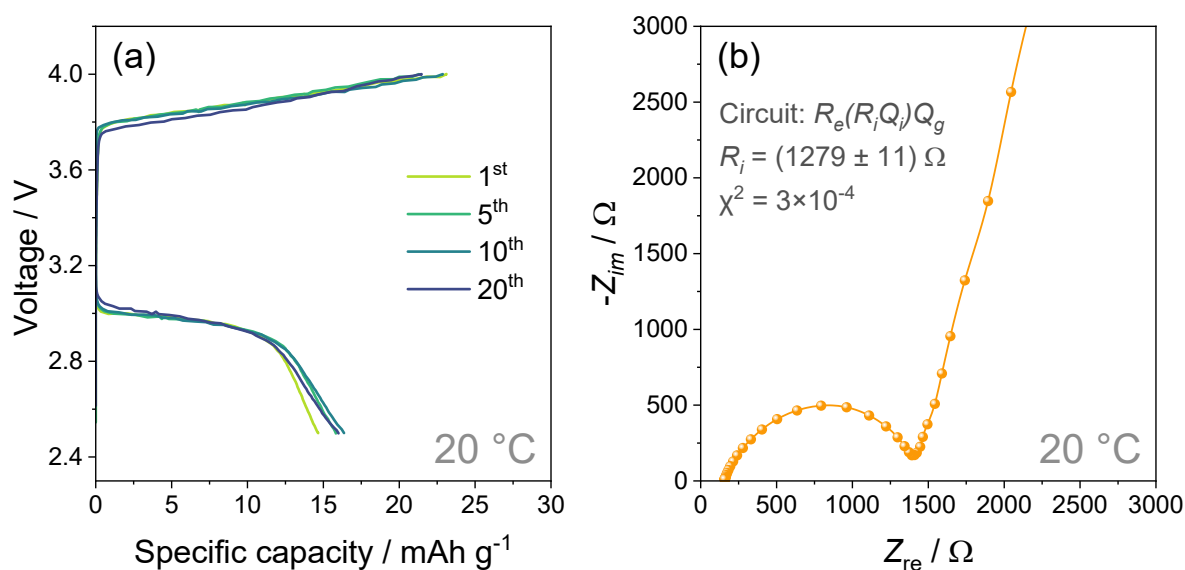 (a)
4.0
3.6
3.2
2.8
2.4
Voltage / V
1st
5th
10th
20th
20 °C
0 5 10 15 20 25 30
Specific capacity / mAh g-1
(b)
3000
2500
2000
1500
1000
500
0
-Zim / Ω
Circuit: Re(RiQi)Qg
Ri = (1279 ± 11) Ω
χ2 = 3×10-4
20 °C
0 500 1000 1500 2000 2500 3000
Zre / Ω